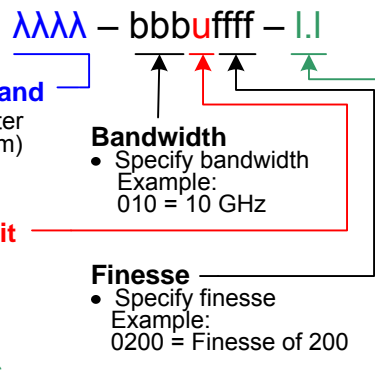 λλλλ – bbbuffff – l.l
and
ter
m)
Bandwidth
• Specify bandwidth
Example:
010 = 10 GHz
it
Finesse
• Specify finesse
Example:
0200 = Finesse of 200